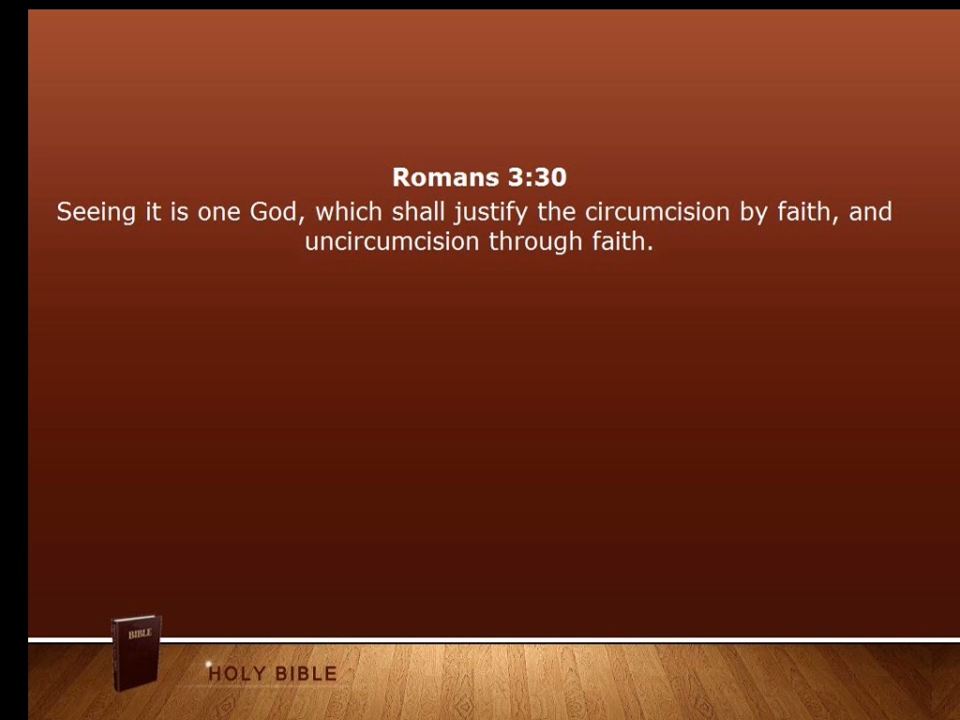 Romans 3:30
Seeing it is one God, which shall justify the circumcision by faith, and
uncircumcision through faith.
BIBLE
HOLY BIBLE